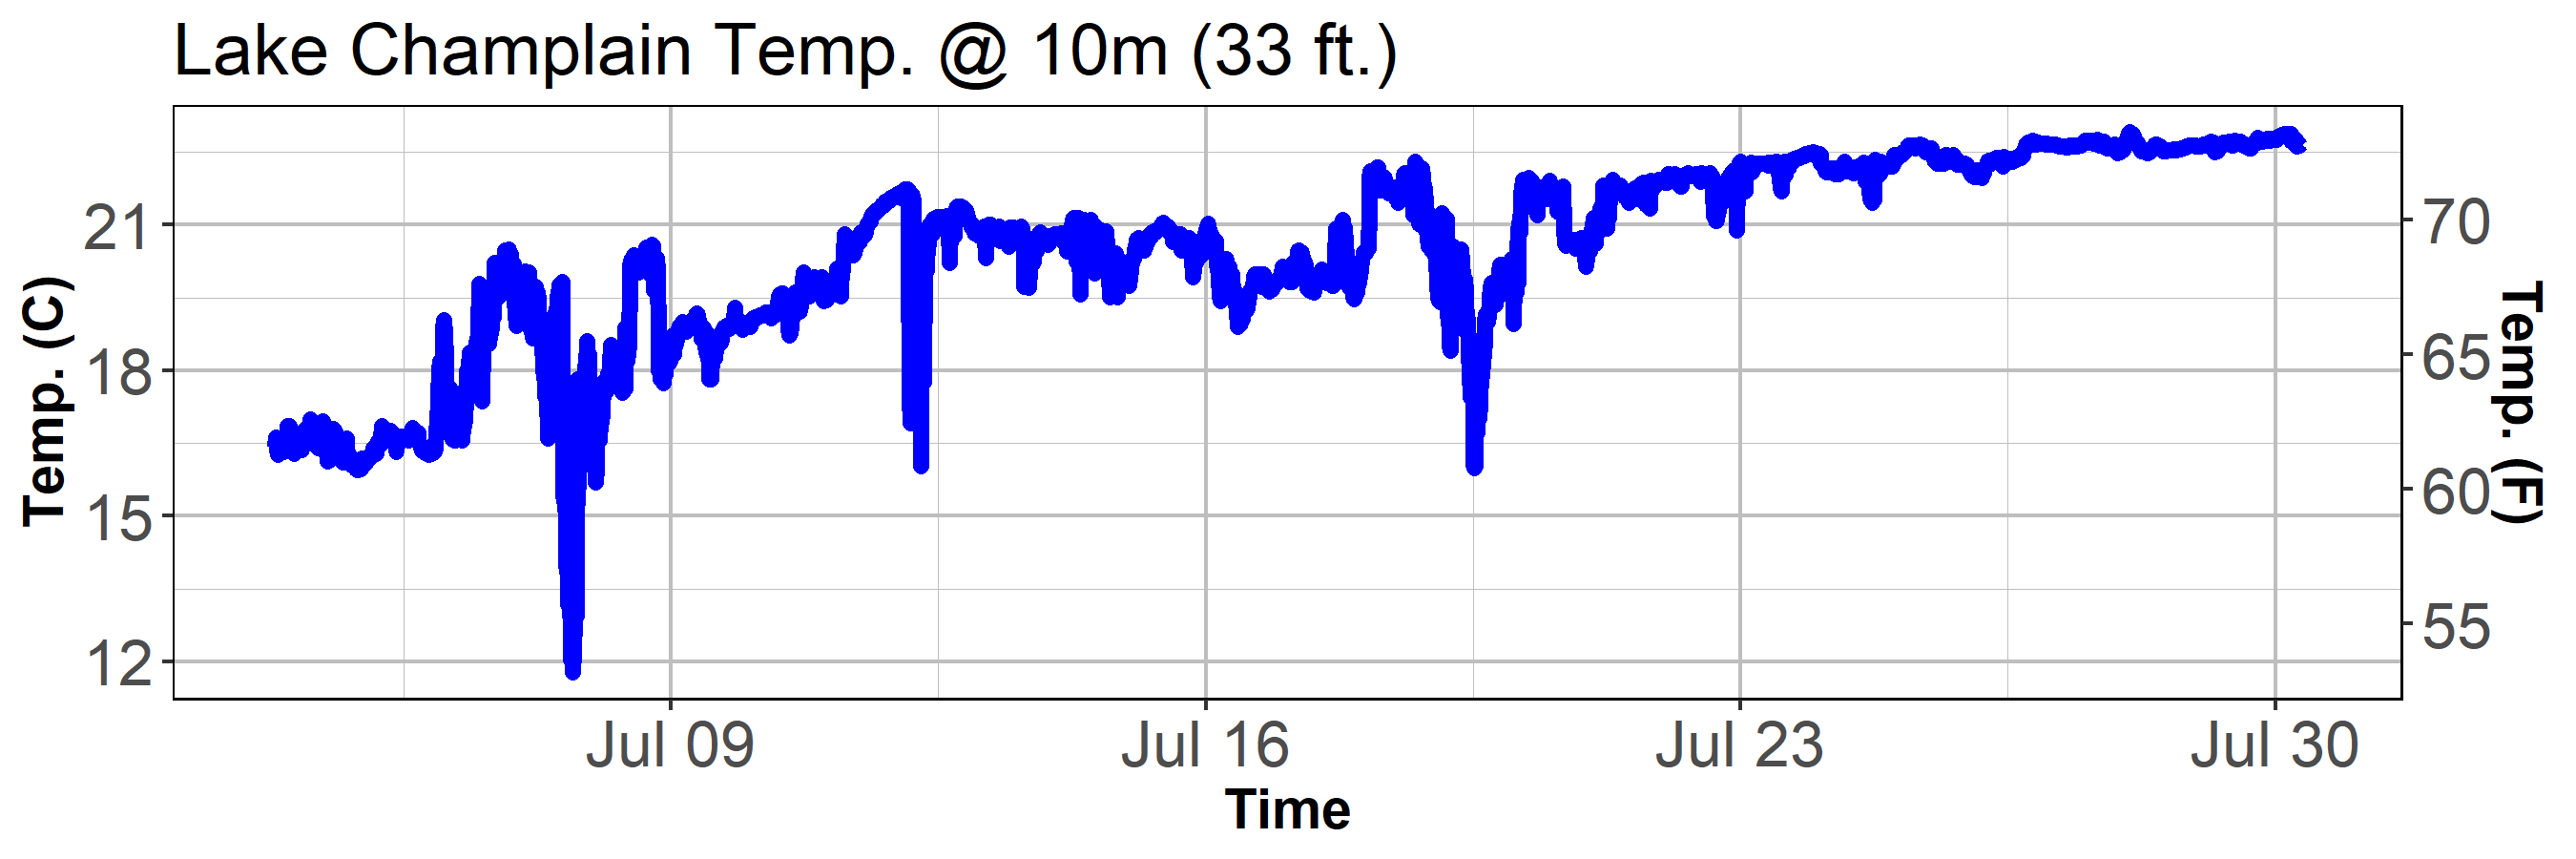 Lake Champlain Temp. @ 10m (33 ft.)
Temp. (C)
21
18
15
12
70
65
60
55
Temp. (F)
Jul 09 Jul 16 Jul 23 Jul 30
Time